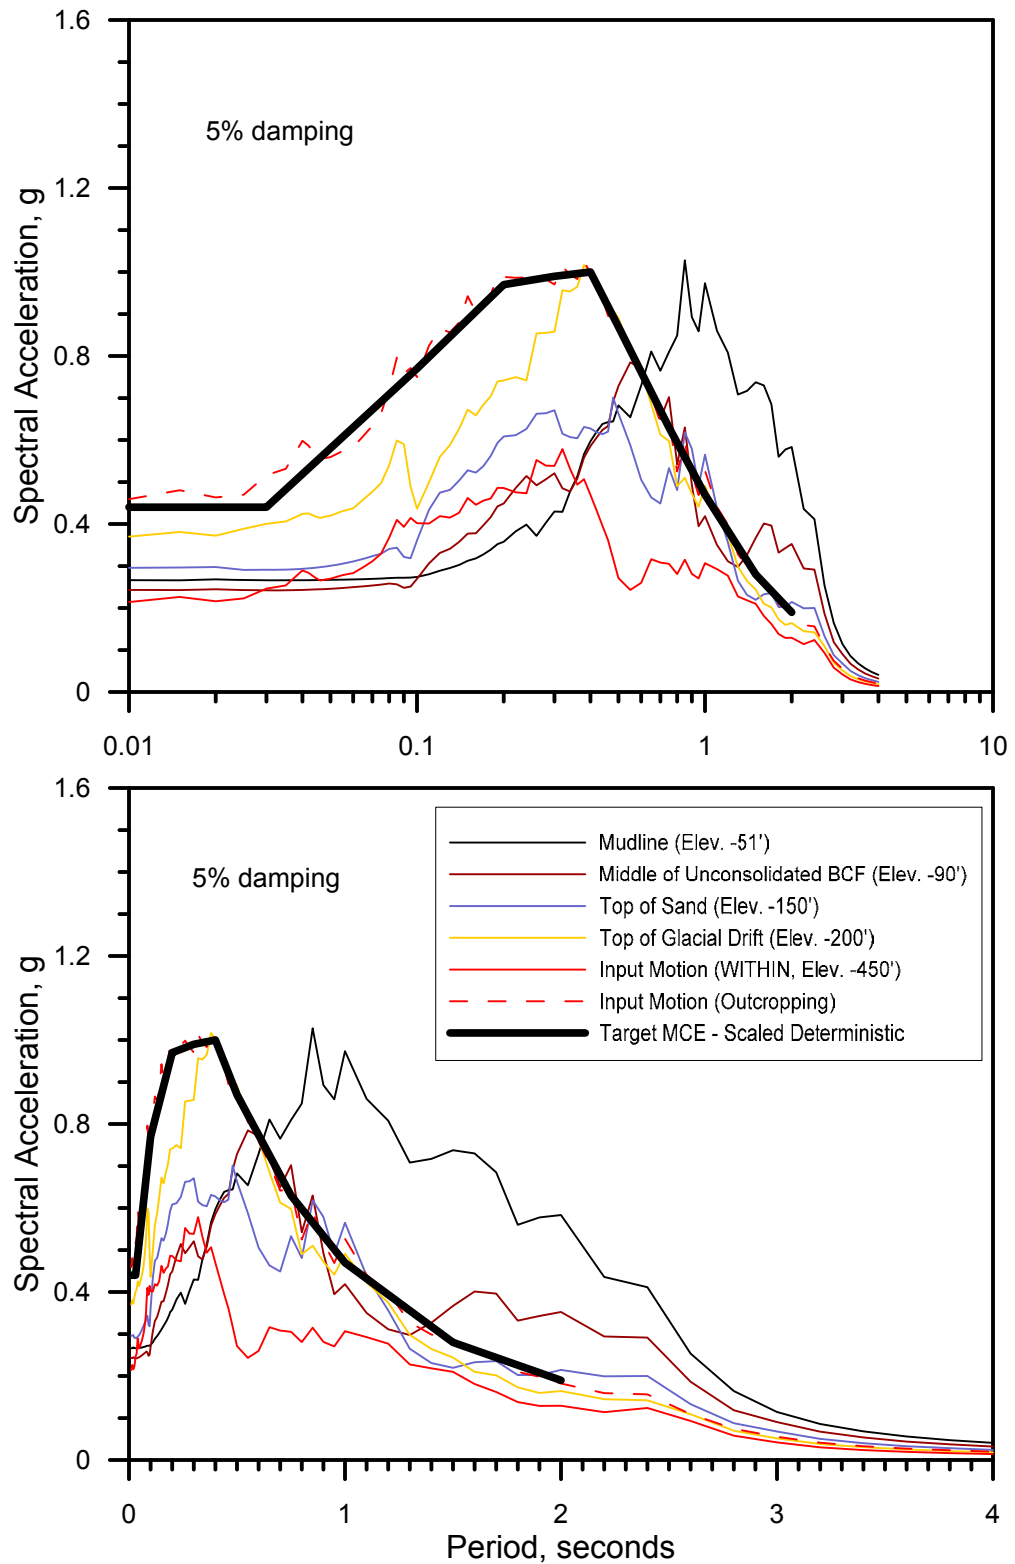 1.6
5% damping
1.2
0.8
0.4
0
Spectral Acceleration, g
0.01
0.1
1
10
1.6
5% damping
1.2
0.8
0.4
0
Spectral Acceleration, g
Mudline (Elev. -51')
Middle of Unconsolidated BCF (Elev. -90')
Top of Sand (Elev. -150')
Top of Glacial Drift (Elev. -200')
Input Motion (WITHIN, Elev. -450')
Input Motion (Outcropping)
Target MCE - Scaled Deterministic
0
1
2
3
4
Period, seconds